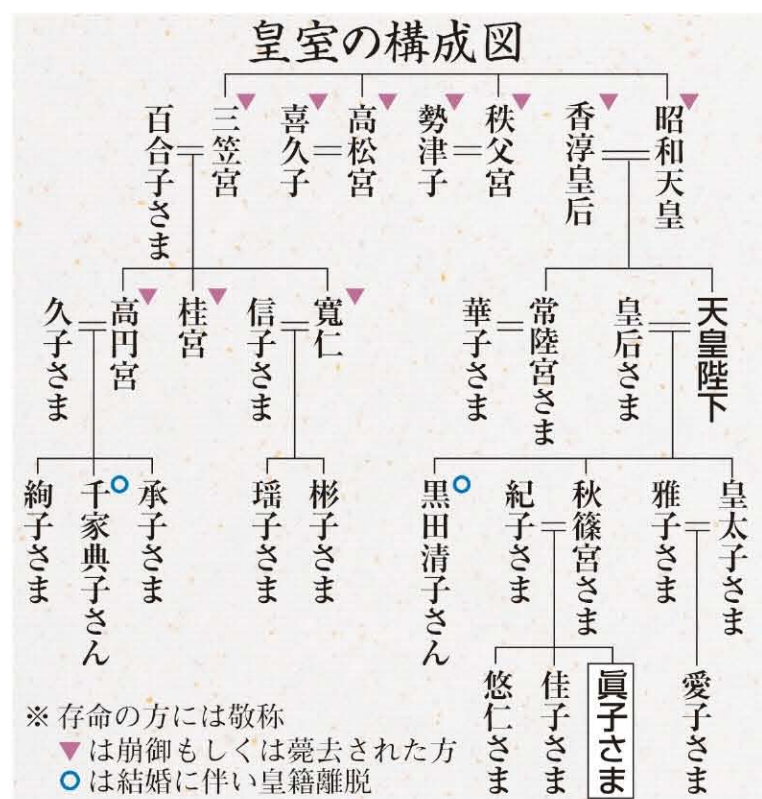 皇室の構成図
昭和天皇
香淳皇后
秩父宮
勢津子
高松宮
喜久子
三笠宮
百合子さま
天皇陛下
皇后さま
常陸宮さま
華子さま
寬仁
信子さま
桂宮
高円宮
久子さま
皇太子さま
雅子さま
秋篠宮さま
紀子さま
黒田清子さん
彬子さま
瑶子さま
承子さま
千家典子さん
絢子さま
愛子さま
眞子さま
佳子さま
悠仁さま
※存命の方には敬称
▼は崩御もしくは薨去された方
○は結婚に伴い皇籍離脱